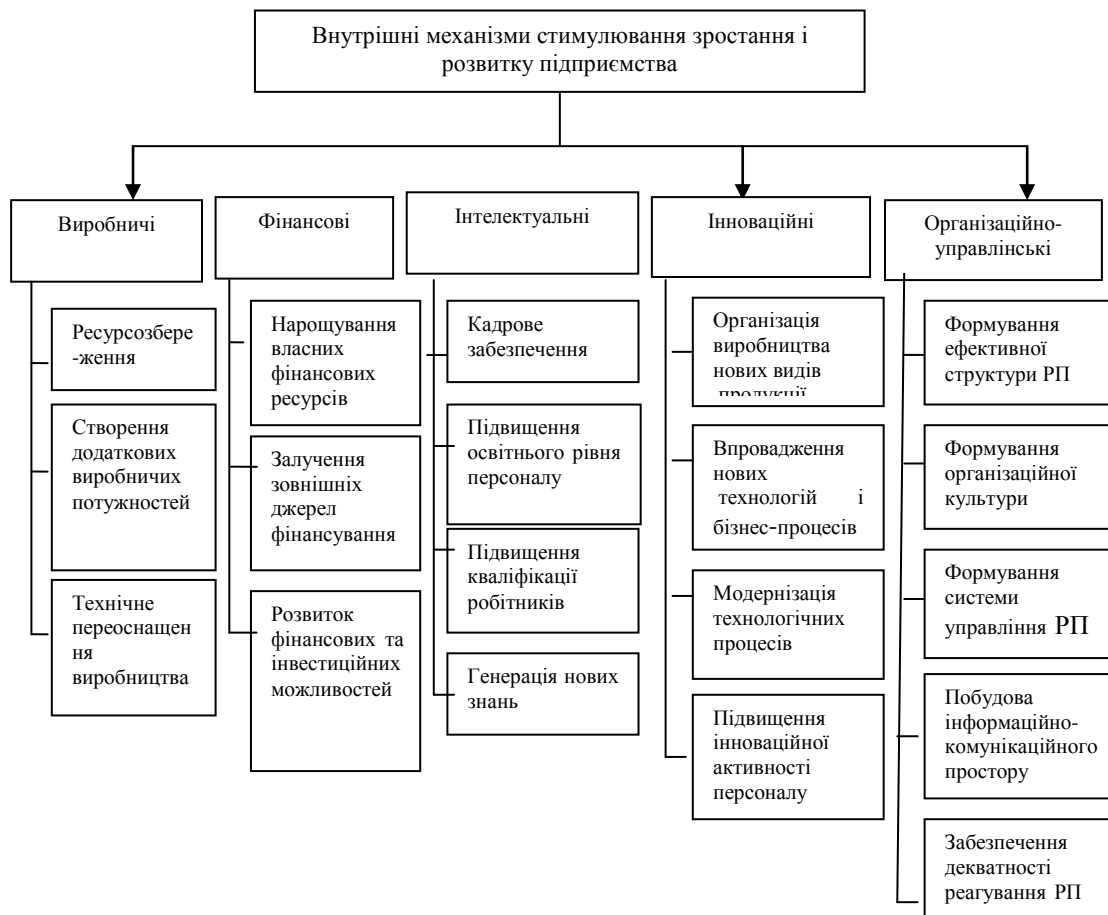 Внутрішні механізми стимулювання зростання і
розвитку підприємства
Виробничі
Фінансові
Інтелектуальні
Інноваційні
Організаційно-
управлінські
Ресурсозбере
-ження
Створення
додаткових
виробничих
потужностей
Технічне
переоснащен
ня
виробництва
Нарощування
власних
фінансових
ресурсів
Залучення
зовнішніх
джерел
фінансування
Розвиток
фінансових та
інвестиційних
можливостей
Кадрове
забезпечення
Підвищення
освітнього рівня
персоналу
Підвищення
кваліфікації
робітників
Генерація нових
знань
Організація
виробництва
нових видів
продукції
Впровадження
нових
технологій і
бізнес-процесів
Модернізація
технологічних
процесів
Підвищення
інноваційної
активності
персоналу
Формування
ефективної
структури РП
Формування
організаційної
культури
Формування
системи
управління РП
Побудова
інформаційно-
комунікаційного
простору
Забезпечення
декватності
реагування РП